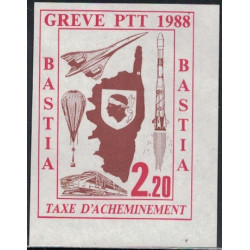 GREVE PTT 1988
BASTIA
BASTIA
2.20
TAXE D'ACHEMINEMENT